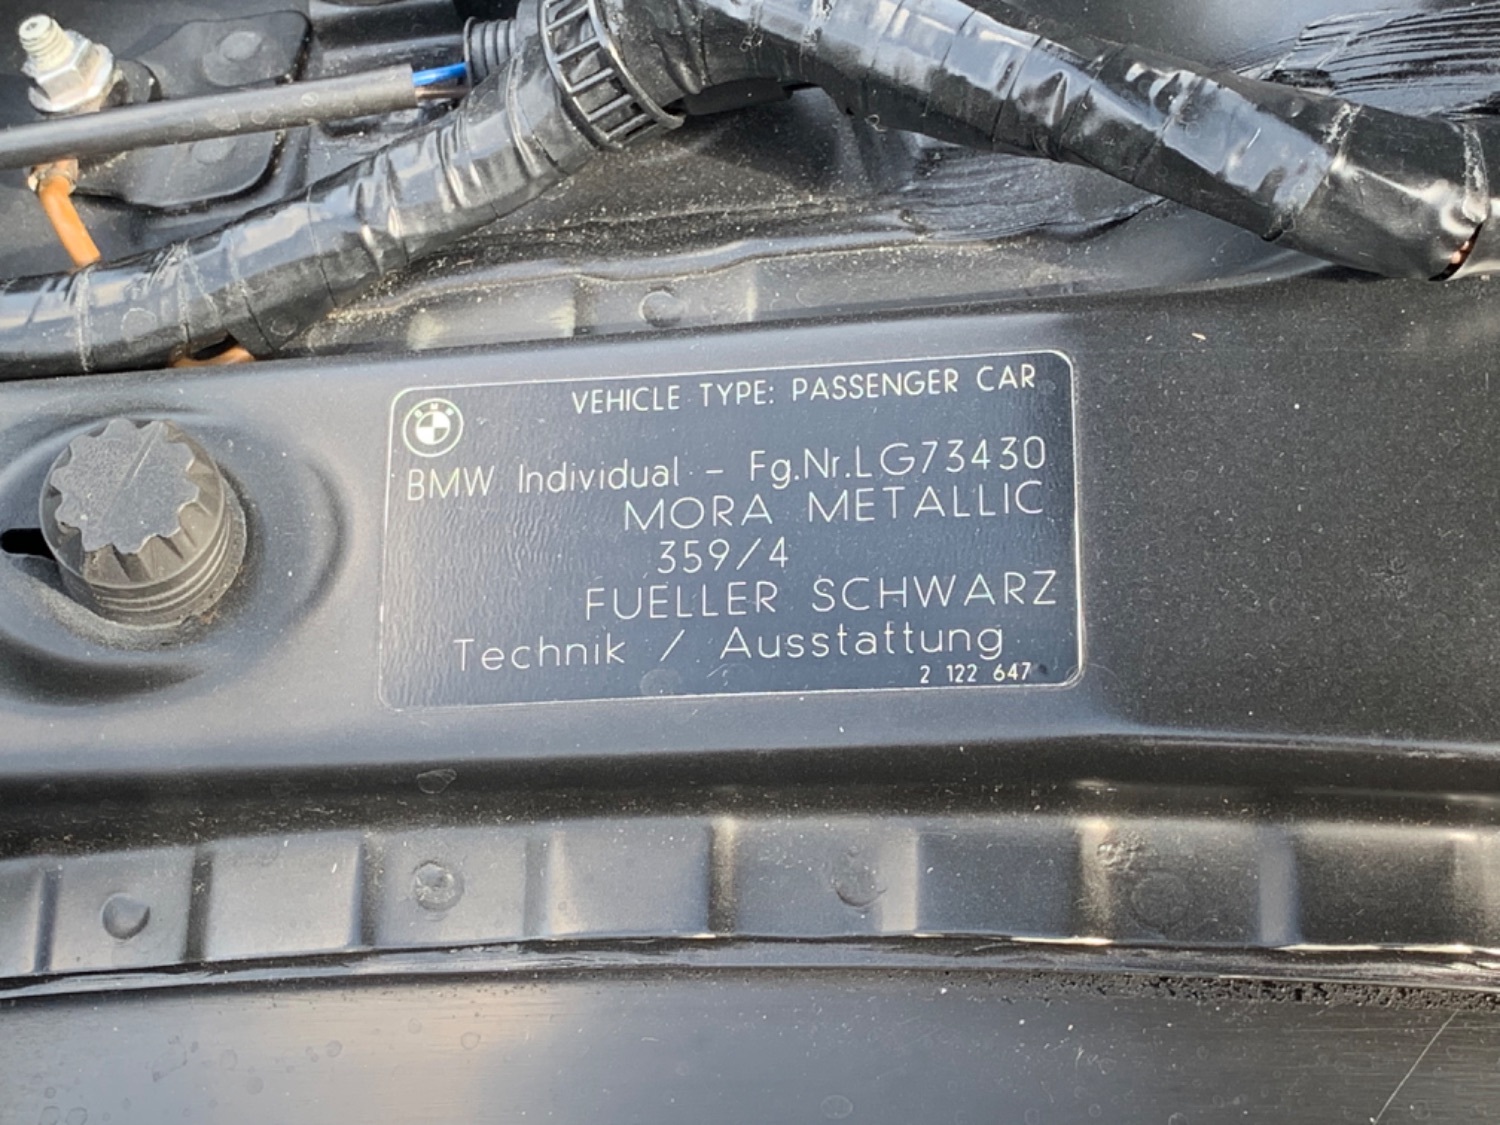 VEHICLE TYPE: PASSENGER CAR
BMW Individual - Fg.Nr.LG73430
MORA METALLIC
359/4
FUELLER SCHWARZ
Technik / Ausstattung
2 122 647